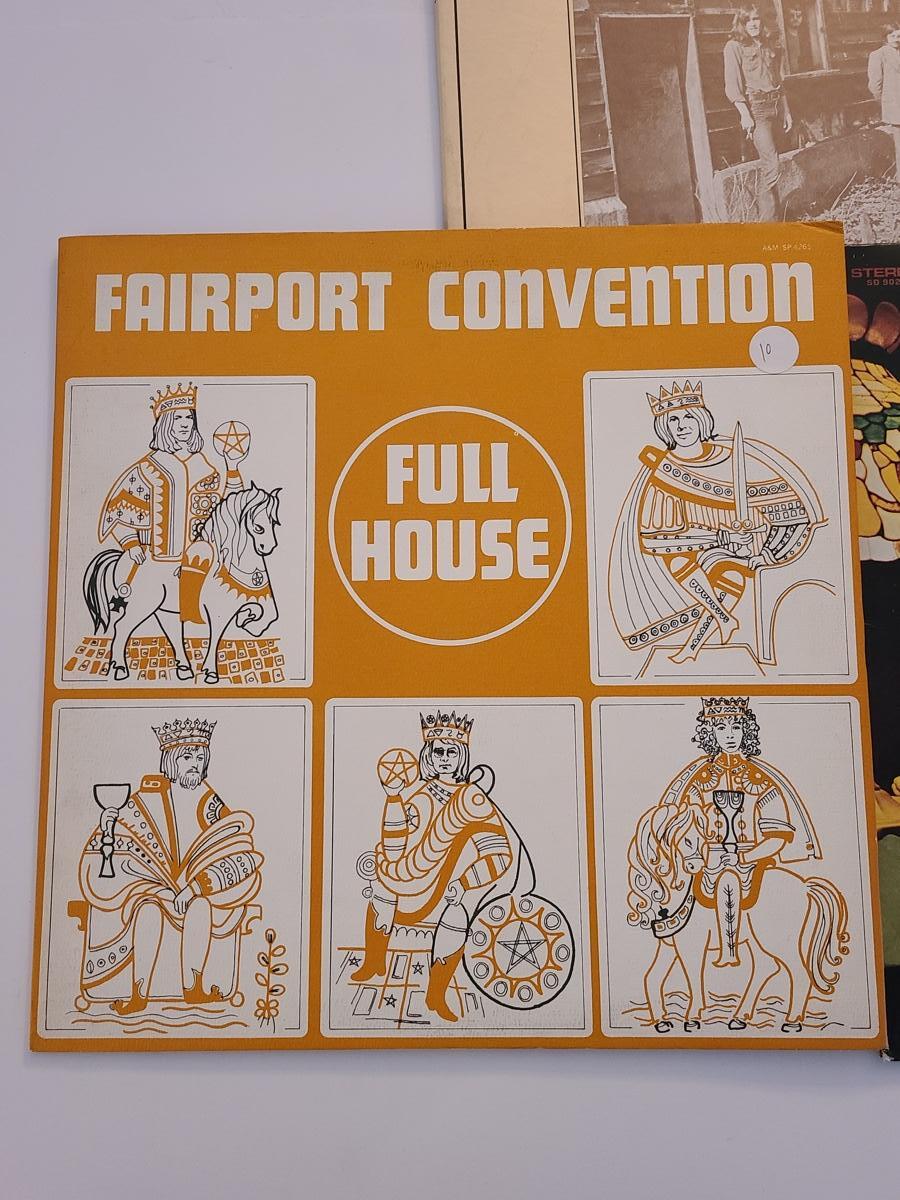 A&M SP 4265
FAIRPORT CONVENTION
STERE
SD 902
10
FULL
HOUSE